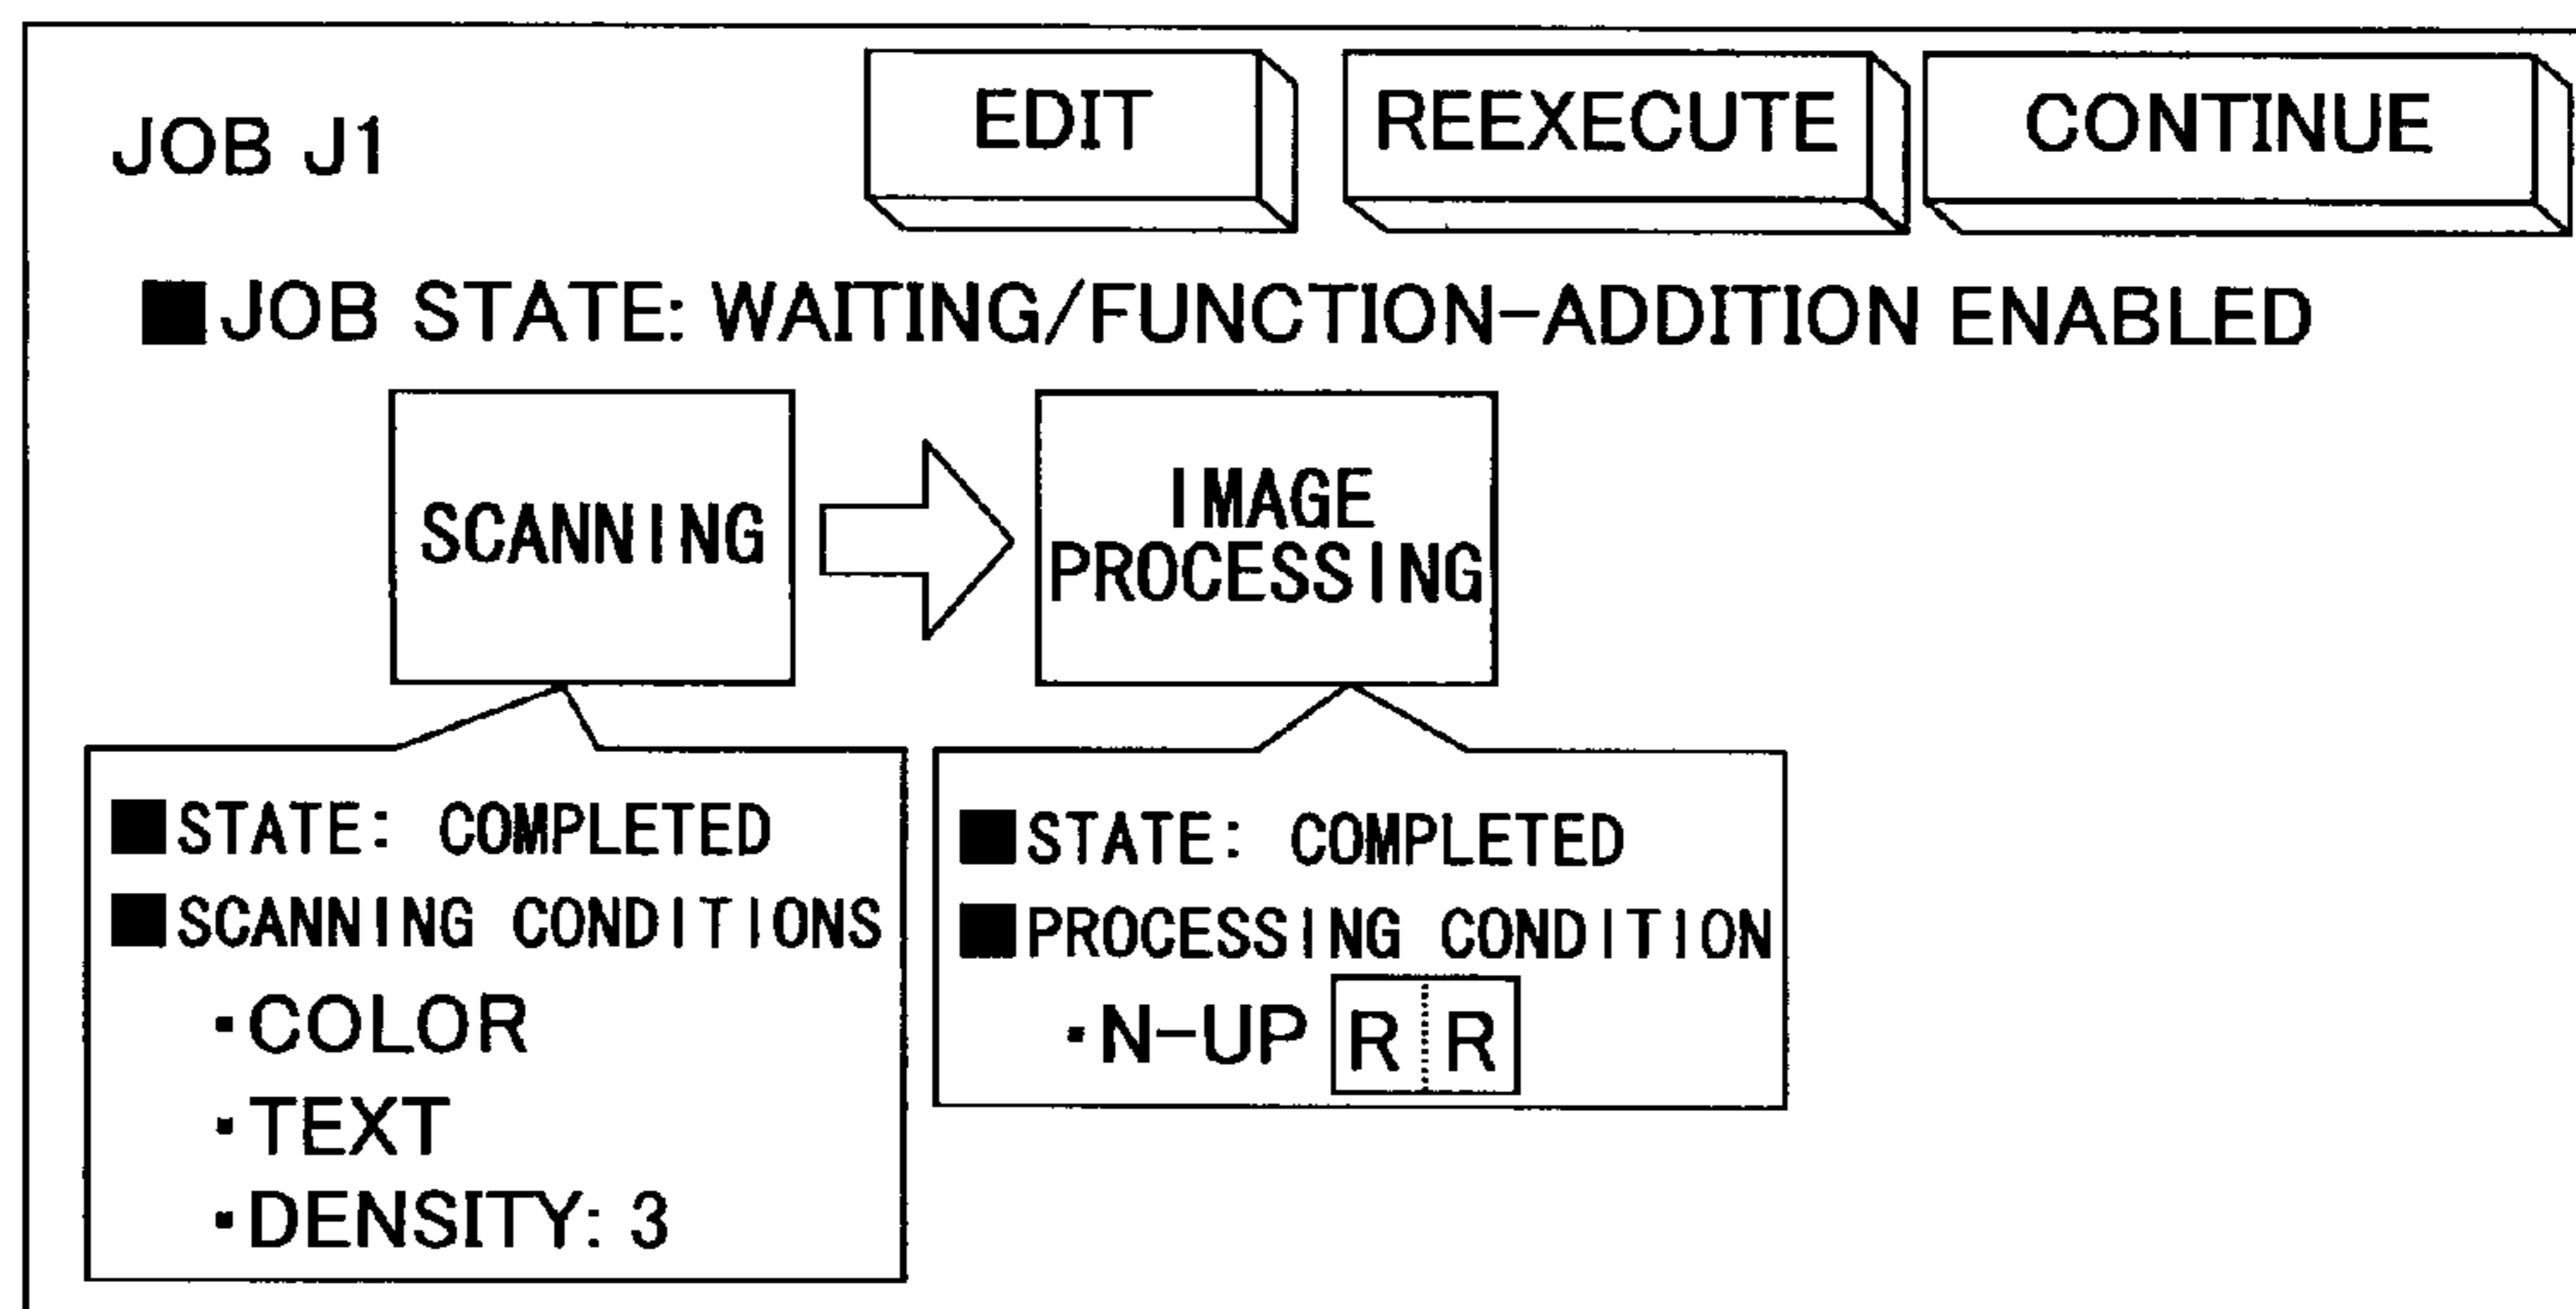 JOB J1
EDIT
REEXECUTE
CONTINUE
■JOB STATE: WAITING/FUNCTION-ADDITION ENABLED
SCANNING
IMAGE
PROCESSING
■STATE: COMPLETED
■SCANNING CONDITIONS
・COLOR
・TEXT
・DENSITY: 3
■STATE: COMPLETED
■PROCESSING CONDITION
・N-UP R R